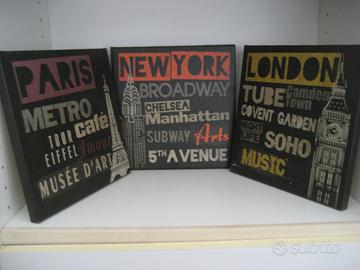 PARIS
METRO
Café
TOUR
EIFFEL
Amour
MUSÉE D'ART
NEW YORK
BROADWAY
CHELSEA
Manhattan
SUBWAY Arts
5TH AVENUE
LONDON
TUBE Camden
Town
COVENT GARDEN
SOHO
MUSIC
subito